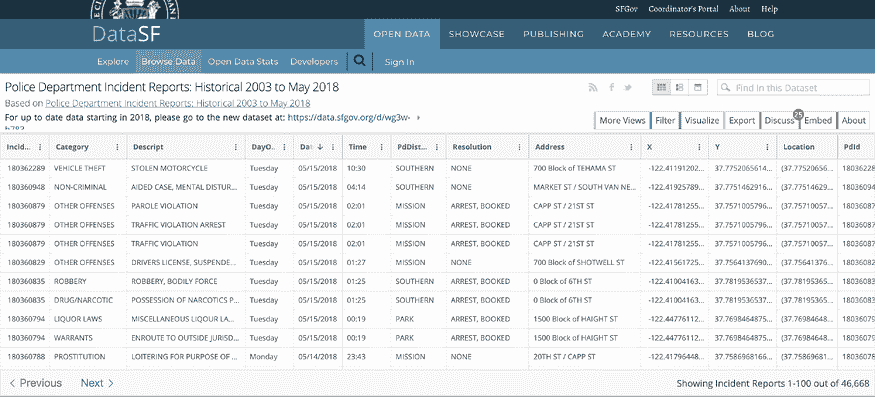 SFGov Coordinator's Portal About Help
DataSF
OPEN DATA SHOWCASE PUBLISHING ACADEMY RESOURCES BLOG
Explore Browse Data Open Data Stats Developers Sign In
Police Department Incident Reports: Historical 2003 to May 2018
Find in this Dataset
Based on Police Department Incident Reports: Historical 2003 to May 2018
For up to date data starting in 2018, please go to the new dataset at: https://data.sfgov.org/d/wg3w-
25
More Views Filter Visualize Export Discuss Embed About
Incid... Category Descript DayO... Dat Time PdDist... Resolution Address X Y Location PdId
180362289 VEHICLE THEFT STOLEN MOTORCYCLE Tuesday 05/15/2018 10:30 SOUTHERN NONE 700 Block of TEHAMA ST -122.41191202... 37.7752065614... (37.77520656... 18036228
180360948 NON-CRIMINAL AIDED CASE, MENTAL DISTUR... Tuesday 05/15/2018 04:14 SOUTHERN NONE MARKET ST / SOUTH VAN NE... -122.41925789... 37.7751462916... (37.77514629...
180360879 OTHER OFFENSES PAROLE VIOLATION Tuesday 05/15/2018 02:01 MISSION ARREST, BOOKED CAPP ST / 21ST ST -122.41781255... 37.7571005796... (37.75710057... 18036087
180360879 OTHER OFFENSES TRAFFIC VIOLATION ARREST Tuesday 05/15/2018 02:01 MISSION ARREST, BOOKED CAPP ST / 21ST ST -122.41781255... 37.7571005796... (37.75710057... 18036087
180360879 OTHER OFFENSES TRAFFIC VIOLATION Tuesday 05/15/2018 02:01 MISSION ARREST, BOOKED CAPP ST / 21ST ST -122.41781255... 37.7571005796... (37.75710057... 18036087
180360829 OTHER OFFENSES DRIVERS LICENSE, SUSPENDE... Tuesday 05/15/2018 01:27 MISSION NONE 700 Block of SHOTWELL ST -122.41561725... 37.7564137690... (37.75641376...
180360835 ROBBERY ROBBERY, BODILY FORCE Tuesday 05/15/2018 01:25 SOUTHERN ARREST, BOOKED 0 Block of 6TH ST -122.41004163... 37.7819536537... (37.78195365... 18036083
180360835 DRUG/NARCOTIC POSSESSION OF NARCOTICS P... Tuesday 05/15/2018 01:25 SOUTHERN ARREST, BOOKED 0 Block of 6TH ST -122.41004163... 37.7819536537... (37.78195365... 18036083
180360794 LIQUOR LAWS MISCELLANEOUS LIQOUR LA... Tuesday 05/15/2018 00:19 PARK ARREST, BOOKED 1500 Block of HAIGHT ST -122.44776112... 37.7698464875... (37.76984648... 18036079
180360794 WARRANTS ENROUTE TO OUTSIDE JURISD... Tuesday 05/15/2018 00:19 PARK ARREST, BOOKED 1500 Block of HAIGHT ST -122.44776112... 37.7698464875... (37.76984648... 18036079
180360788 PROSTITUTION LOITERING FOR PURPOSE OF ... Monday 05/14/2018 23:43 MISSION NONE 20TH ST / CAPP ST -122.41796448... 37.7586968166... (37.75869681... 18036078
Previous Next Showing Incident Reports 1-100 out of 46,668